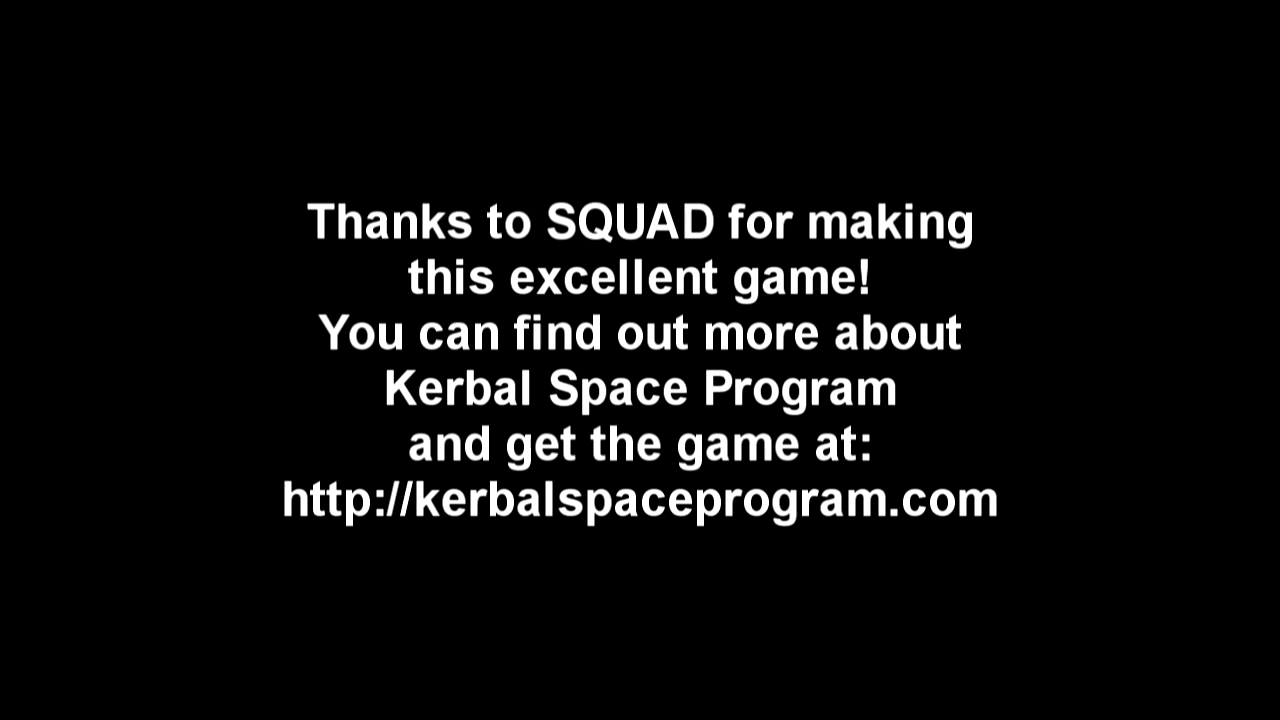 Thanks to SQUAD for making
this excellent game!
You can find out more about
Kerbal Space Program
and get the game at:
http://kerbalspaceprogram.com